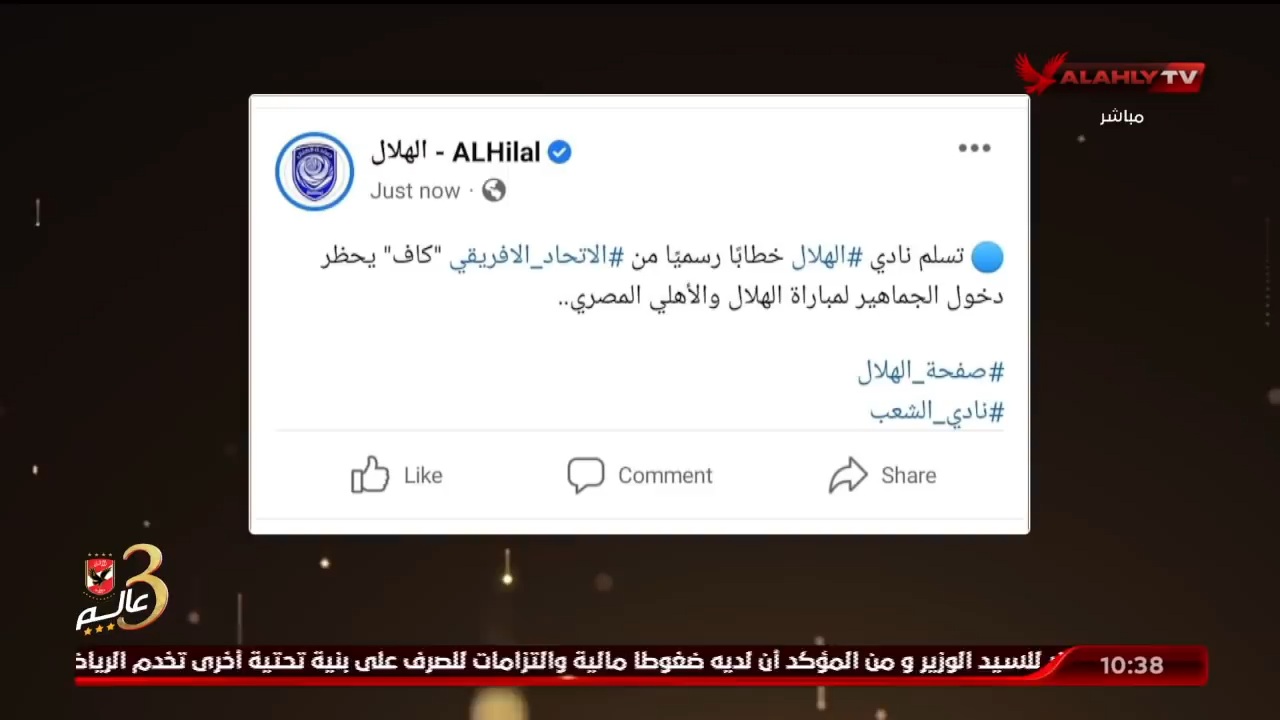 ALAHLY TV
مباشر
ALHilal - الهلال
Just now ·
تسلم نادي #الهلال خطابًا رسميًا من #الاتحاد_الافريقي "كاف" يحظر
دخول الجماهير لمباراة الهلال والأهلي المصري..
#صفحة_الهلال
#نادي_الشعب
Like
Comment
Share
3
عالم
للسيد الوزير و من المؤكد أن لديه ضغوطا مالية والتزامات للصرف على بنية تحتية أخرى تخدم
10:38